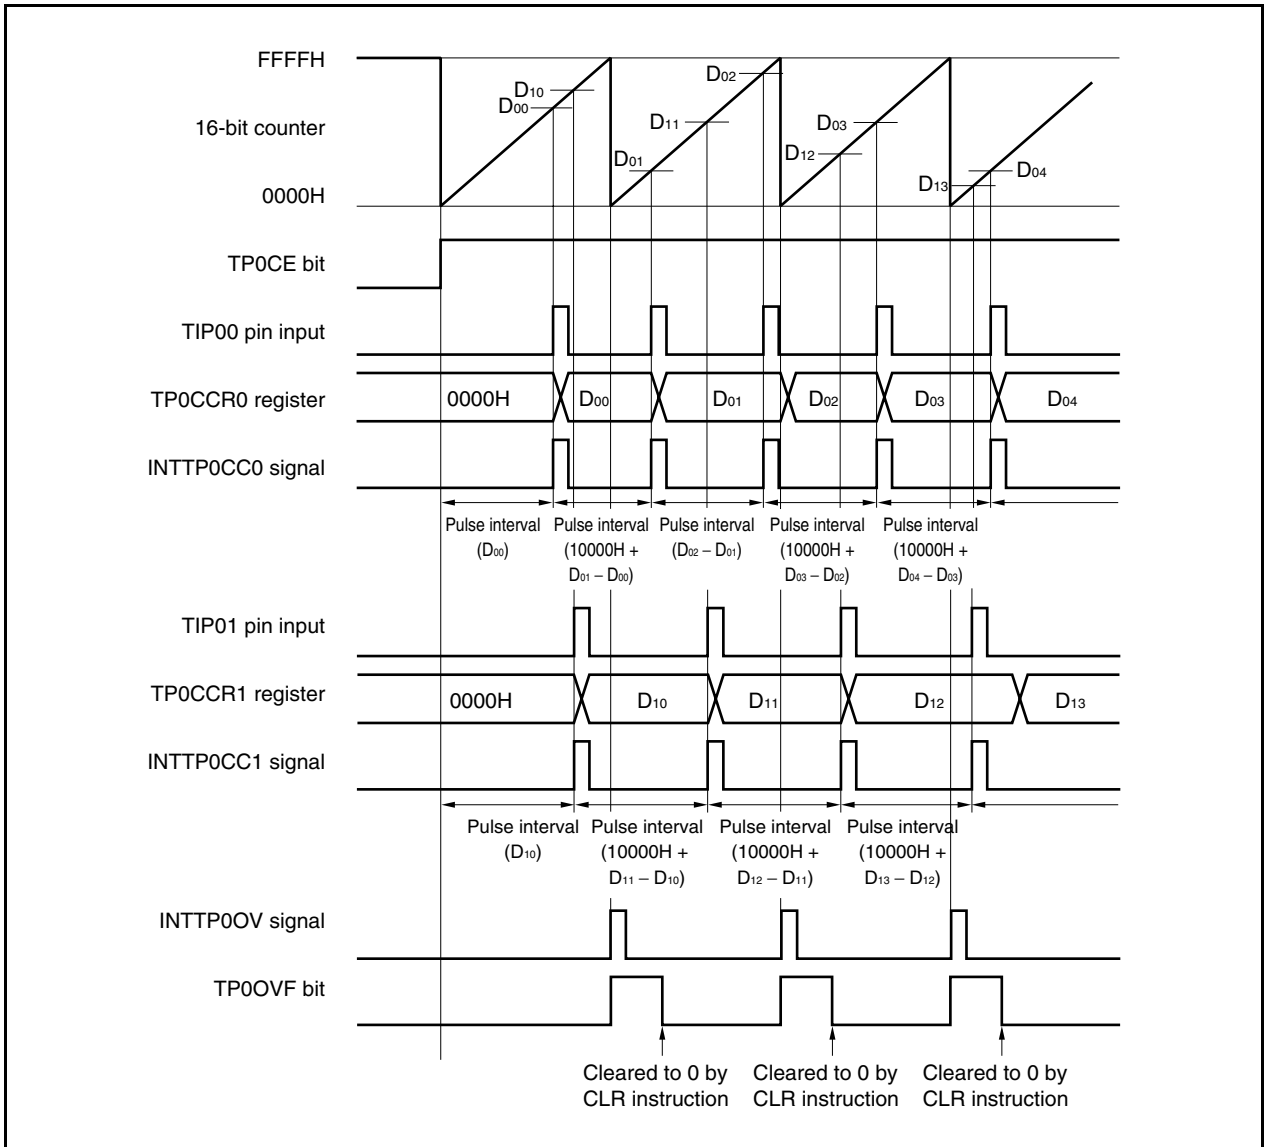 FFFFH
D10
D00
16-bit counter
0000H
D01
D11
D02
D12
D03
D13
D04
TP0CE bit
TIP00 pin input
TP0CCR0 register
0000H D00 D01 D02 D03 D04
INTTP0CC0 signal
Pulse interval Pulse interval Pulse interval Pulse interval Pulse interval
(D00) (10000H + (D02 – D01) (10000H + (10000H +
D01 – D00) D03 – D02) D04 – D03)
TIP01 pin input
TP0CCR1 register
0000H D10 D11 D12 D13
INTTP0CC1 signal
Pulse interval Pulse interval Pulse interval Pulse interval
(D10) (10000H + (10000H + (10000H +
D11 – D10) D12 – D11) D13 – D12)
INTTP0OV signal
TP0OVF bit
Cleared to 0 by Cleared to 0 by Cleared to 0 by
CLR instruction CLR instruction CLR instruction